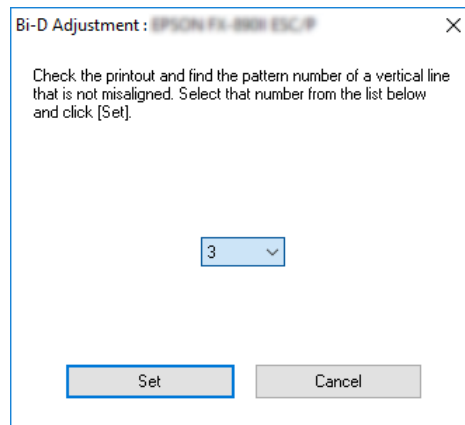 Bi-D Adjustment :
Check the printout and find the pattern number of a vertical line
that is not misaligned. Select that number from the list below
and click [Set].
3
Set
Cancel